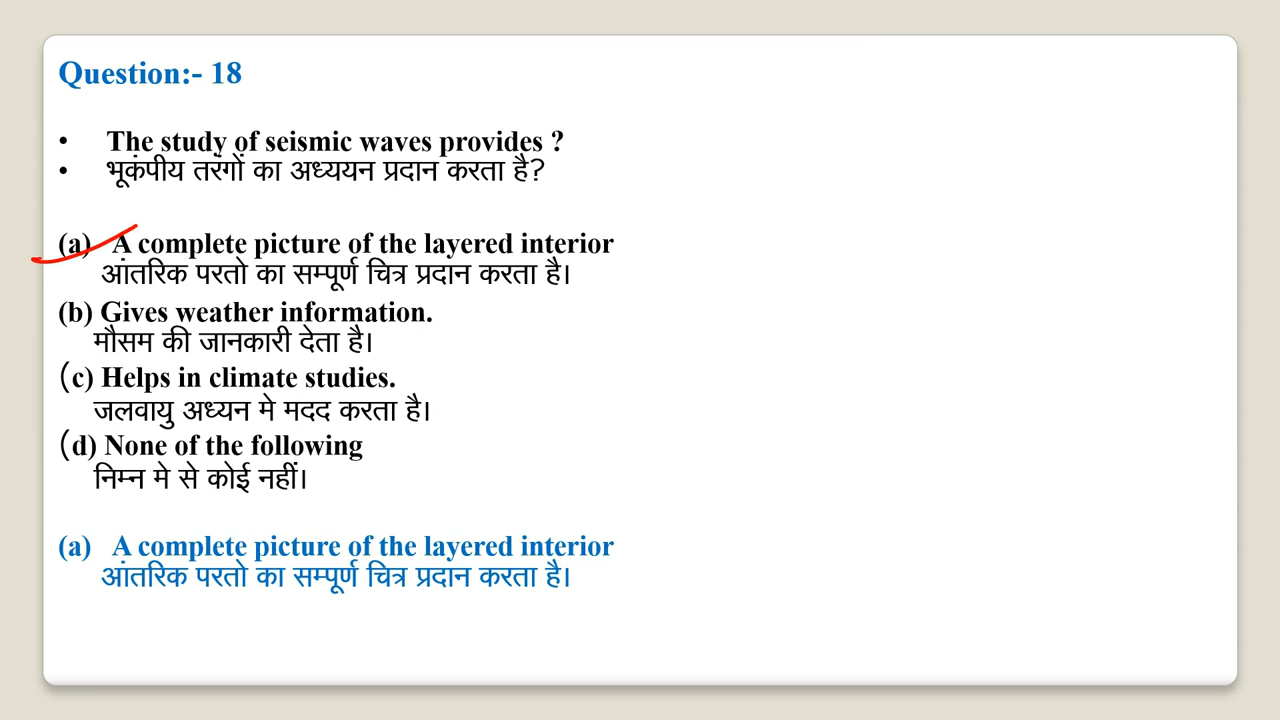 Question:- 18
• The study of seismic waves provides ?
• भूकंपीय तरंगों का अध्ययन प्रदान करता है?
(a) A complete picture of the layered interior
आंतरिक परतो का सम्पूर्ण चित्र प्रदान करता है।
(b) Gives weather information.
मौसम की जानकारी देता है।
(c) Helps in climate studies.
जलवायु अध्यन मे मदद करता है।
(d) None of the following
निम्न मे से कोई नहीं।
(a) A complete picture of the layered interior
आंतरिक परतो का सम्पूर्ण चित्र प्रदान करता है।